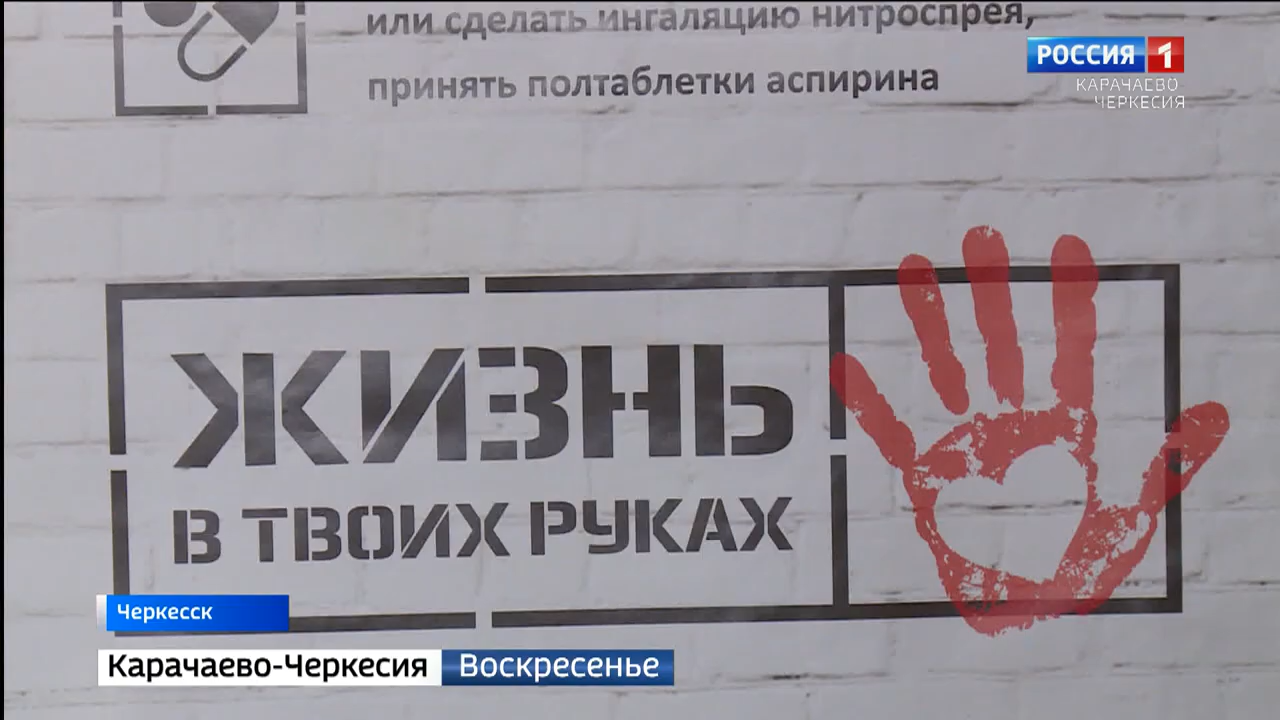 или сделать ингаляцию нитроспрея,
принять полтаблетки аспирина
РОССИЯ 1
КАРАЧАЕВО
ЧЕРКЕСИЯ
ЖИЗНЬ
В ТВОИХ РУКАХ
Черкесск
Карачаево-Черкесия Воскресенье